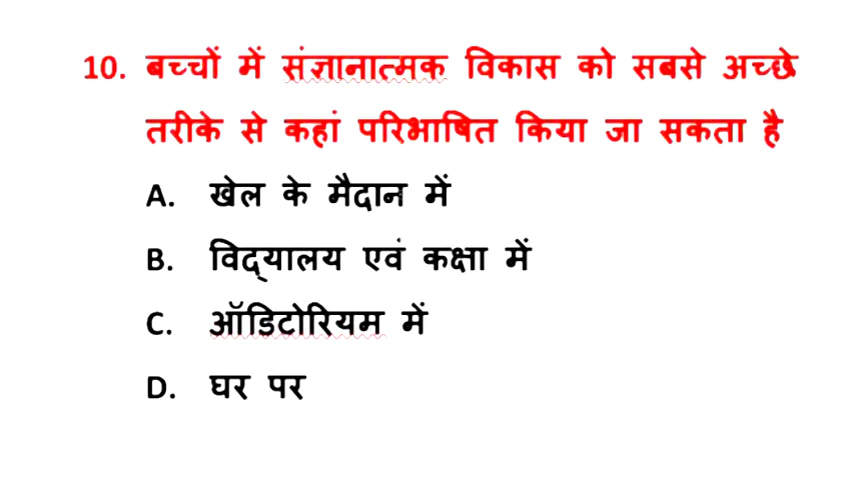 10. बच्चों में संज्ञानात्मक विकास को सबसे अच्छे
तरीके से कहां परिभाषित किया जा सकता है
A. खेल के मैदान में
B. विद्यालय एवं कक्षा में
C. ऑडिटोरियम में
D. घर पर